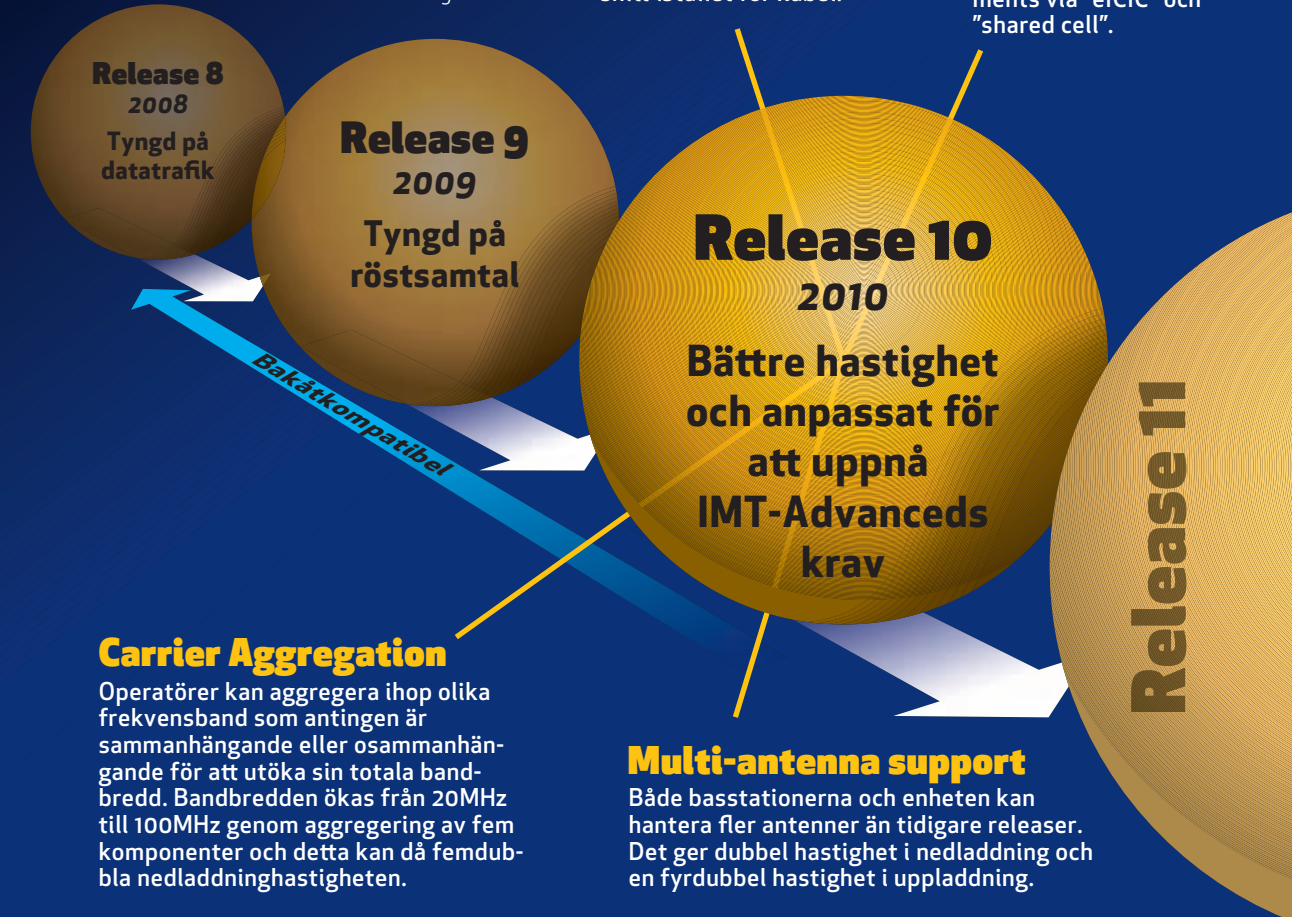 ments via "eICIC" och
"shared cell".
Release 8
2008
Tyngd på
datatrafik
Release 9
2009
Tyngd på
röstsamtal
Release 10
2010
Bättre hastighet
och anpassat för
att uppnå
IMT-Advanceds
krav
Release 11
Bakåtkompatibel
Carrier Aggregation
Operatörer kan aggregera ihop olika
frekvensband som antingen är
sammanhängande eller osammanhän-
gande för att utöka sin totala band-
bredd. Bandbredden ökas från 20MHz
till 100MHz genom aggregering av fem
komponenter och detta kan då femdub-
bla nedladdninghastigheten.
Multi-antenna support
Både basstationerna och enheten kan
hantera fler antenner än tidigare releaser.
Det ger dubbel hastighet i nedladdning och
en fyrdubbel hastighet i uppladdning.